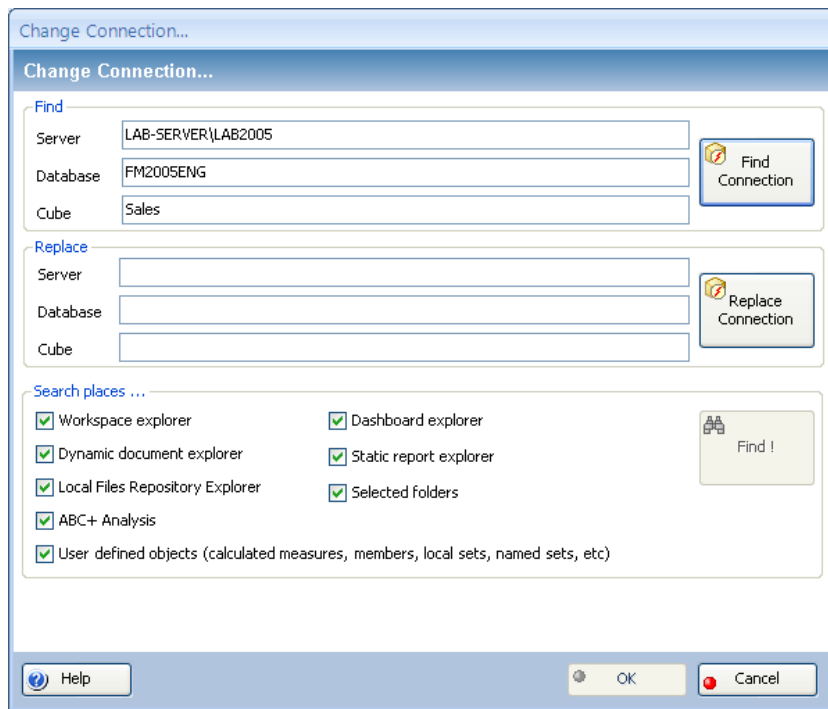 Change Connection...
Change Connection...
Find
Server LAB-SERVER\LAB2005
Database FM2005ENG
Cube Sales
Find
Connection
Replace
Server
Database
Cube
Replace
Connection
Search places ...
Workspace explorer Dashboard explorer
Dynamic document explorer Static report explorer
Local Files Repository Explorer Selected folders
ABC+ Analysis
User defined objects (calculated measures, members, local sets, named sets, etc)
Find !
Help OK Cancel